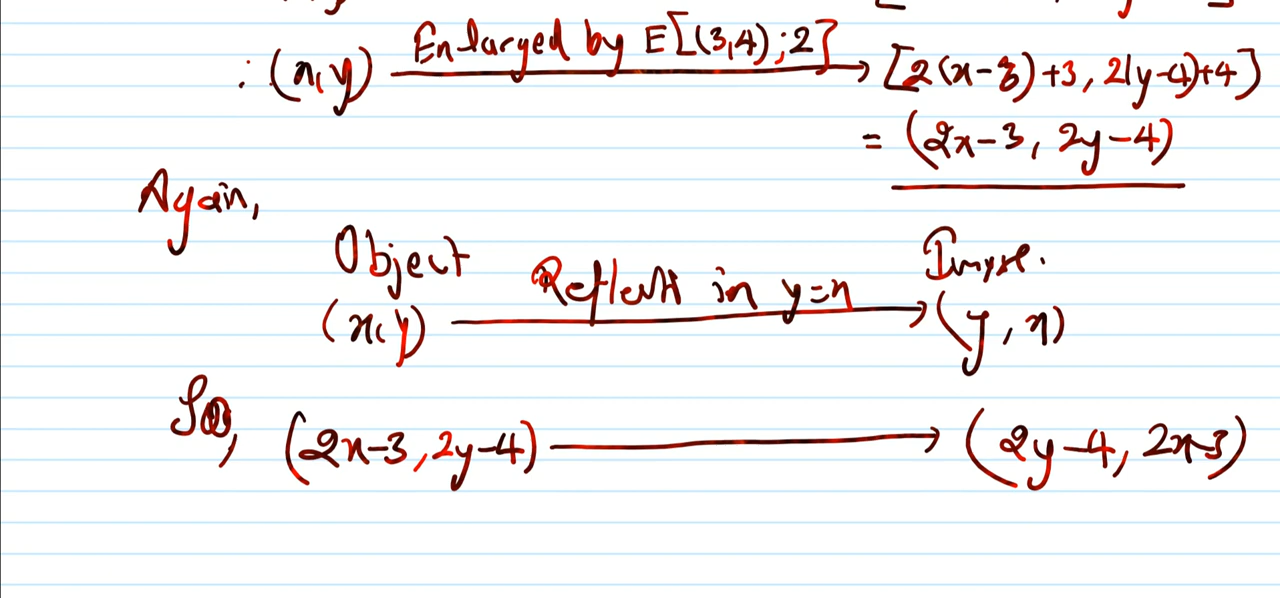 ∴ (x, y) Enlarged by E[(3,4);2] → [2(x-3)+3, 2(y-4)+4]
= (2x-3, 2y-4)
Again,
Object Image.
(x, y) Reflect in y=x → (y, x)
So, (2x-3, 2y-4) → (2y-4, 2x-3)